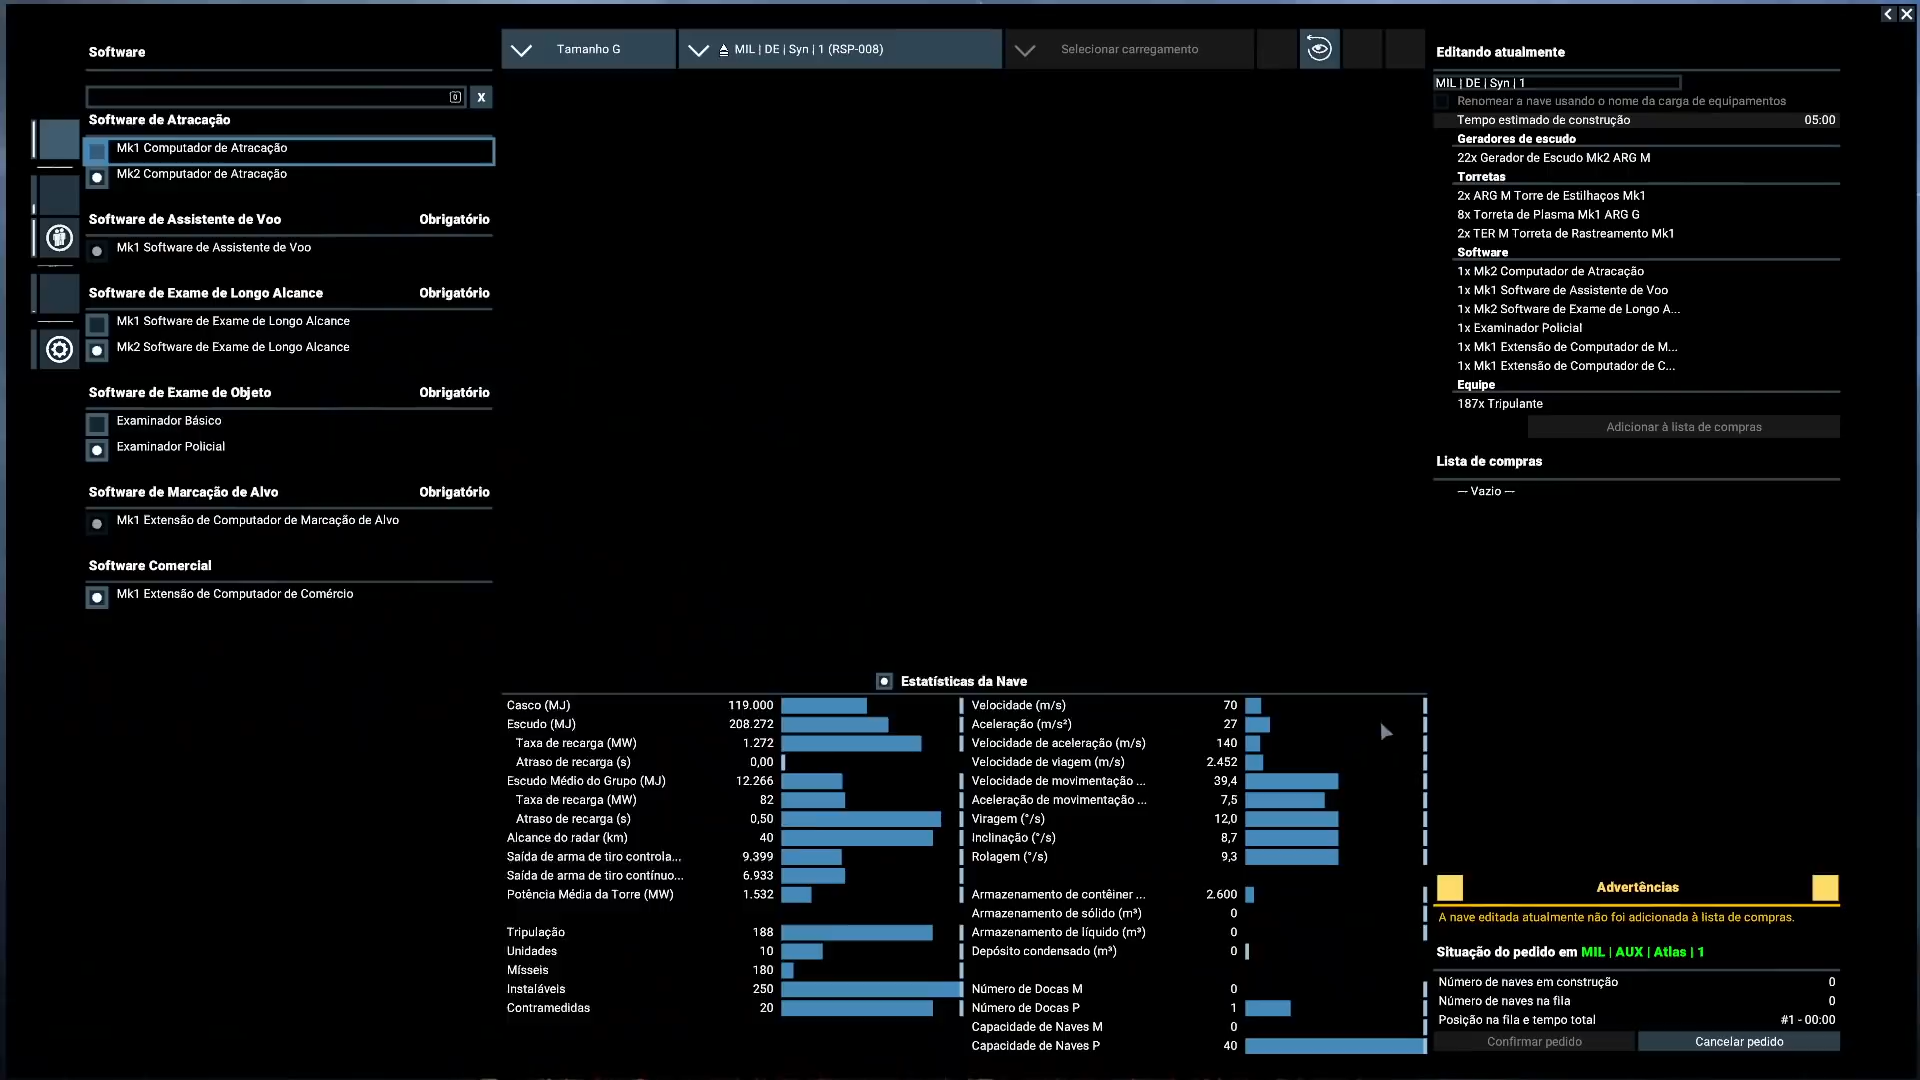 Software
X
Software de Atracação
Mk1 Computador de Atracação
Mk2 Computador de Atracação
Software de Assistente de Voo Obrigatório
Mk1 Software de Assistente de Voo
Software de Exame de Longo Alcance Obrigatório
Mk1 Software de Exame de Longo Alcance
Mk2 Software de Exame de Longo Alcance
Software de Exame de Objeto Obrigatório
Examinador Básico
Examinador Policial
Software de Marcação de Alvo Obrigatório
Mk1 Extensão de Computador de Marcação de Alvo
Software Comercial
Mk1 Extensão de Computador de Comércio
Tamanho G
MIL | DE | Syn | 1 (RSP-008)
Selecionar carregamento
Estatísticas da Nave
Casco (MJ) 119.000
Escudo (MJ) 208.272
Taxa de recarga (MW) 1.272
Atraso de recarga (s) 0,00
Escudo Médio do Grupo (MJ) 12.266
Taxa de recarga (MW) 82
Atraso de recarga (s) 0,50
Alcance do radar (km) 40
Saída de arma de tiro controla... 9.399
Saída de arma de tiro contínuo... 6.933
Potência Média da Torre (MW) 1.532
Tripulação 188
Unidades 10
Mísseis 180
Instaláveis 250
Contramedidas 20
Velocidade (m/s) 70
Aceleração (m/s²) 27
Velocidade de aceleração (m/s) 140
Velocidade de viagem (m/s) 2.452
Velocidade de movimentação ... 39,4
Aceleração de movimentação ... 7,5
Viragem (°/s) 12,0
Inclinação (°/s) 8,7
Rolagem (°/s) 9,3
Armazenamento de contêiner ... 2.600
Armazenamento de sólido (m³) 0
Armazenamento de líquido (m³) 0
Depósito condensado (m³) 0
Número de Docas M 0
Número de Docas P 1
Capacidade de Naves M 0
Capacidade de Naves P 40
Editando atualmente
MIL | DE | Syn | 1
Renomear a nave usando o nome da carga de equipamentos
Tempo estimado de construção 05:00
Geradores de escudo
22x Gerador de Escudo Mk2 ARG M
Torretas
2x ARG M Torre de Estilhaços Mk1
8x Torreta de Plasma Mk1 ARG G
2x TER M Torreta de Rastreamento Mk1
Software
1x Mk2 Computador de Atracação
1x Mk1 Software de Assistente de Voo
1x Mk2 Software de Exame de Longo A...
1x Examinador Policial
1x Mk1 Extensão de Computador de M...
1x Mk1 Extensão de Computador de C...
Equipe
187x Tripulante
Adicionar à lista de compras
Lista de compras
— Vazio —
Advertências
A nave editada atualmente não foi adicionada à lista de compras.
Situação do pedido em MIL | AUX | Atlas | 1
Número de naves em construção 0
Número de naves na fila 0
Posição na fila e tempo total #1 - 00:00
Confirmar pedido
Cancelar pedido